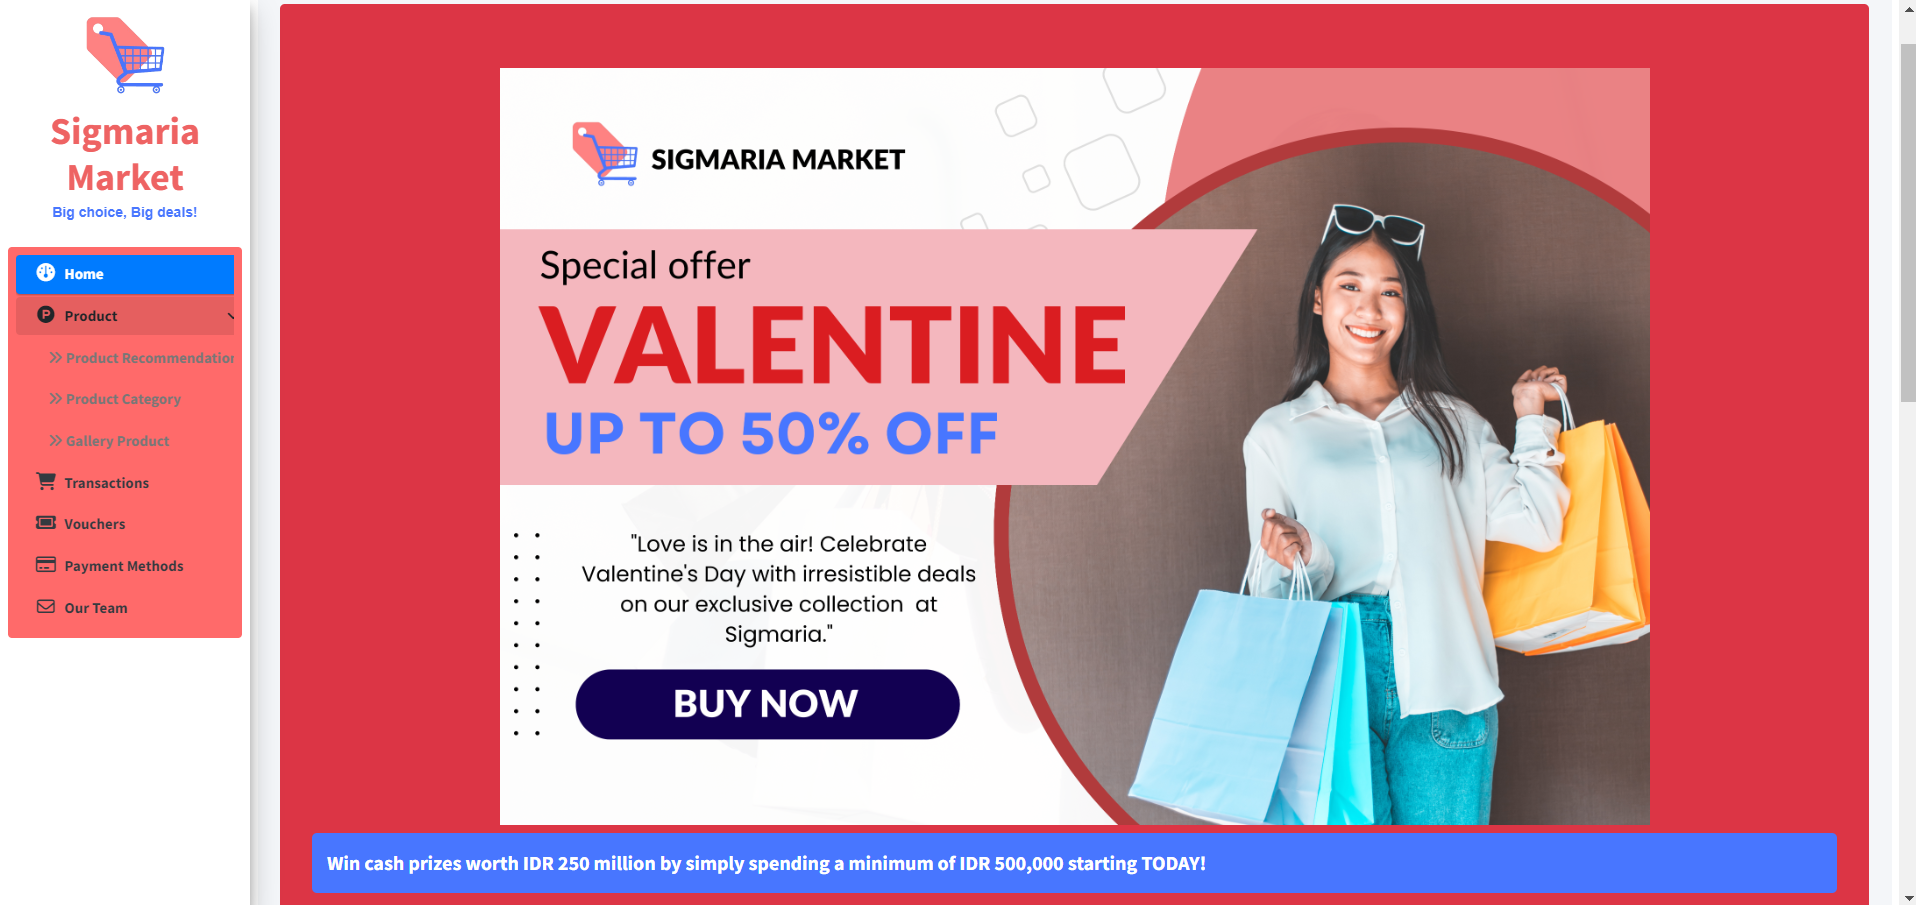 Sigmaria
Market
Big choice, Big deals!
Home
Product
Product Recommendation
Product Category
Gallery Product
Transactions
Vouchers
Payment Methods
Our Team
SIGMARIA MARKET
Special offer
VALENTINE
UP TO 50% OFF
"Love is in the air! Celebrate
Valentine's Day with irresistible deals
on our exclusive collection at
Sigmaria."
BUY NOW
Win cash prizes worth IDR 250 million by simply spending a minimum of IDR 500,000 starting TODAY!